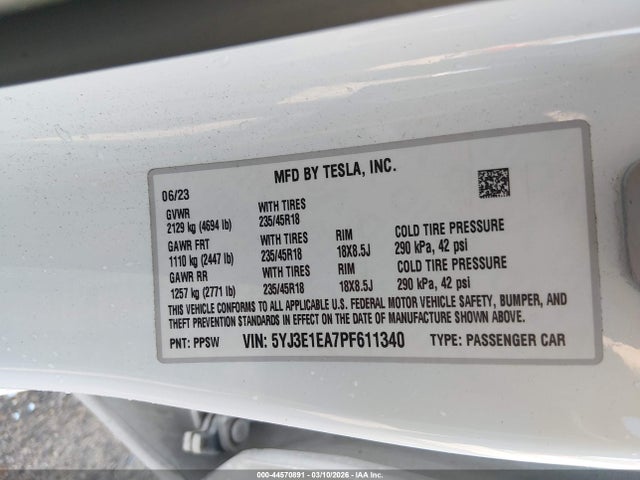 MFD BY TESLA, INC.
06/23
GVWR WITH TIRES
2129 kg (4694 lb) 235/45R18
GAWR FRT WITH TIRES RIM COLD TIRE PRESSURE
1110 kg (2447 lb) 235/45R18 18X8.5J 290 kPa, 42 psi
GAWR RR WITH TIRES RIM COLD TIRE PRESSURE
1257 kg (2771 lb) 235/45R18 18X8.5J 290 kPa, 42 psi
THIS VEHICLE CONFORMS TO ALL APPLICABLE U.S. FEDERAL MOTOR VEHICLE SAFETY, BUMPER, AND
THEFT PREVENTION STANDARDS IN EFFECT ON THE DATE OF MANUFACTURE SHOWN ABOVE.
PNT: PPSW VIN: 5YJ3E1EA7PF611340 TYPE: PASSENGER CAR
000-44570891 - 03/10/2026 - IAA Inc.